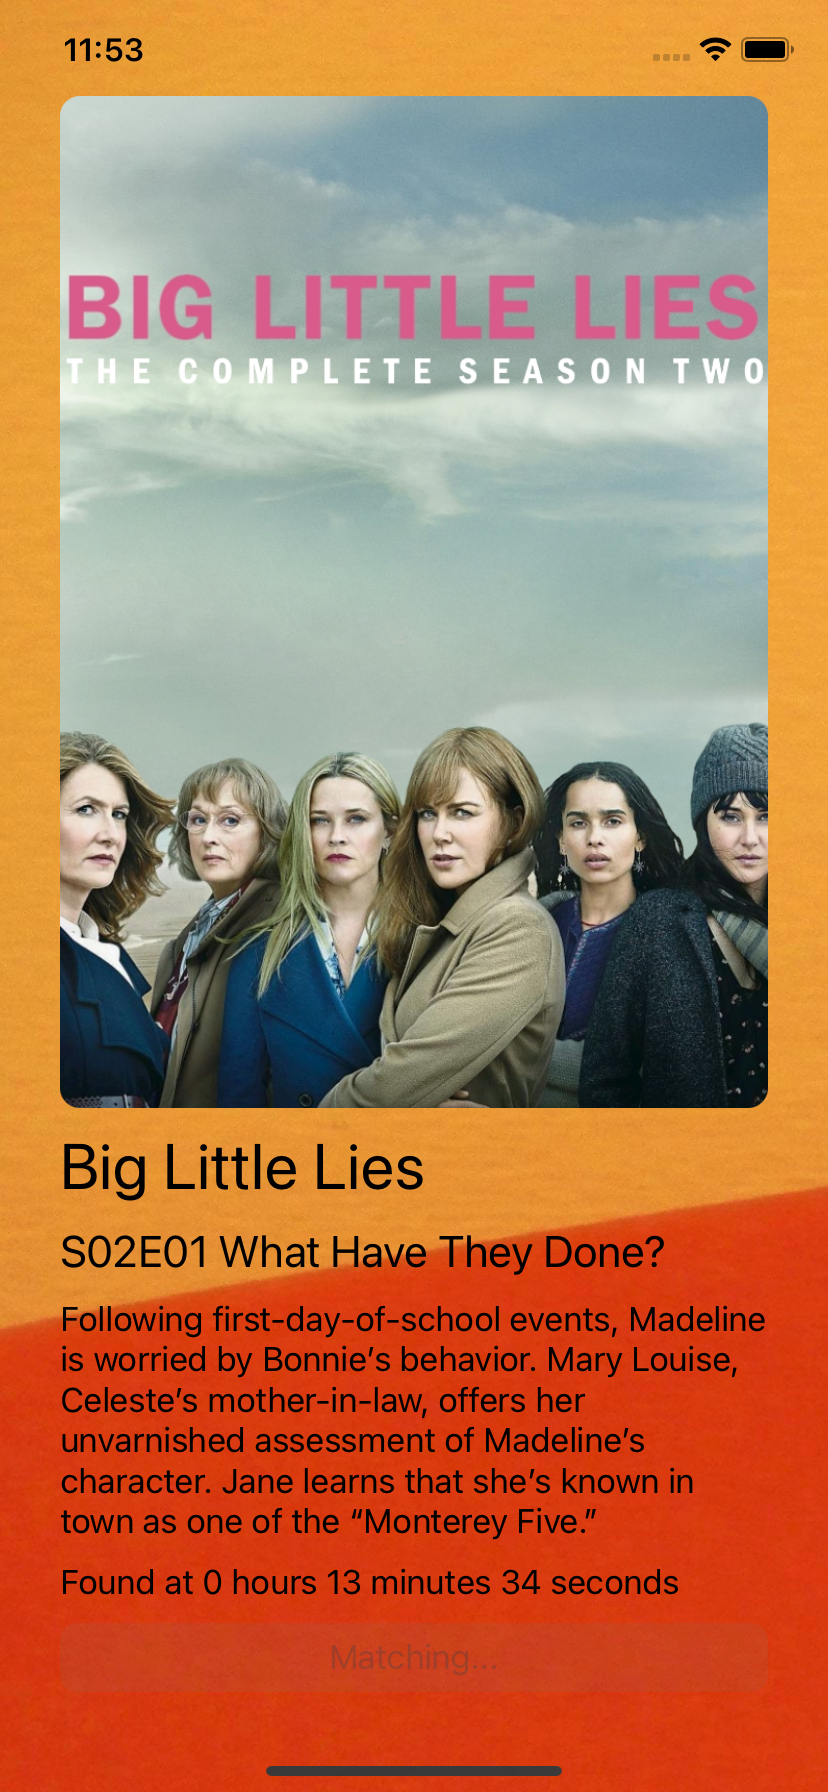 11:53
BIG LITTLE LIES
THE COMPLETE SEASON TWO
Big Little Lies
S02E01 What Have They Done?
Following first-day-of-school events, Madeline
is worried by Bonnie’s behavior. Mary Louise,
Celeste’s mother-in-law, offers her
unvarnished assessment of Madeline’s
character. Jane learns that she’s known in
town as one of the “Monterey Five.”
Found at 0 hours 13 minutes 34 seconds
Matching...